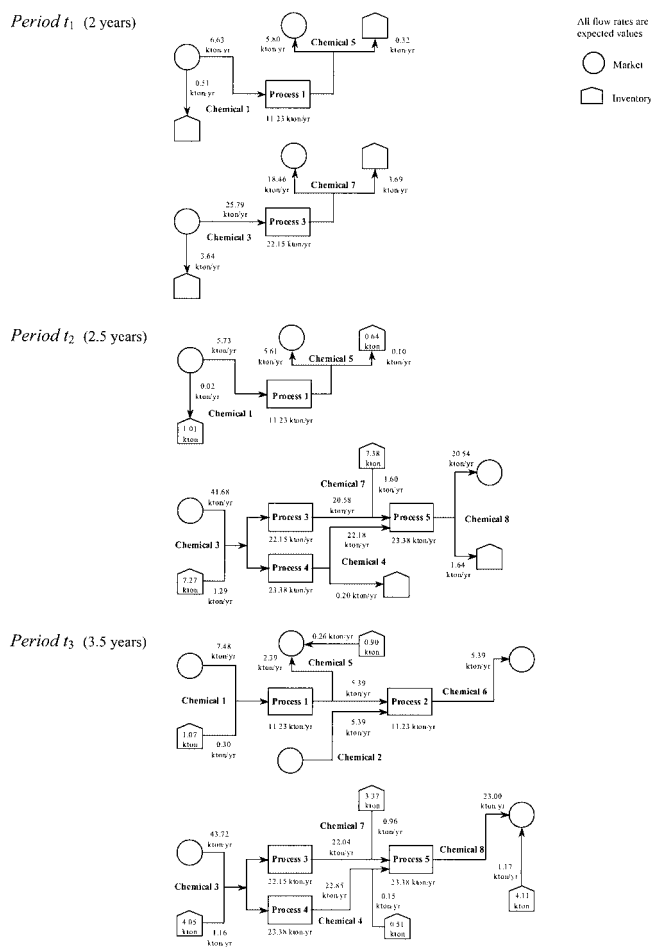 Period t1 (2 years)
All flow rates are
expected values
Market
Inventory
6.63
kton/yr
0.51
kton/yr
Chemical 1
Process 1
11.23 kton/yr
5.80
kton/yr
Chemical 5
0.32
kton/yr
25.79
kton/yr
Chemical 3
3.64
kton/yr
Process 3
22.15 kton/yr
18.46
kton/yr
Chemical 7
3.69
kton/yr
Period t2 (2.5 years)
5.73
kton/yr
0.02
kton/yr
Chemical 1
1.01
kton
Process 1
11.23 kton/yr
5.61
kton/yr
Chemical 5
0.64
kton
0.10
kton/yr
41.68
kton/yr
Chemical 3
7.27
kton
1.29
kton/yr
Process 3
22.15 kton/yr
Process 4
23.38 kton/yr
Chemical 7
20.58
kton/yr
7.38
kton
1.60
kton/yr
22.18
kton/yr
Chemical 4
0.20 kton/yr
Process 5
23.38 kton/yr
20.54
kton/yr
Chemical 8
1.64
kton/yr
Period t3 (3.5 years)
7.48
kton/yr
Chemical 1
1.07
kton
0.30
kton/yr
Process 1
11.23 kton/yr
2.39
kton/yr
0.26 kton/yr
0.90
kton
Chemical 5
5.39
kton/yr
5.39
kton/yr
Chemical 2
Process 2
11.23 kton/yr
Chemical 6
5.39
kton/yr
43.72
kton/yr
Chemical 3
4.05
kton
1.16
kton/yr
Process 3
22.15 kton/yr
Process 4
23.38 kton/yr
Chemical 7
22.04
kton/yr
3.37
kton
0.96
kton/yr
22.85
kton/yr
Chemical 4
0.15
kton/yr
0.51
kton
Process 5
23.38 kton/yr
Chemical 8
23.00
kton/yr
1.17
kton/yr
4.11
kton